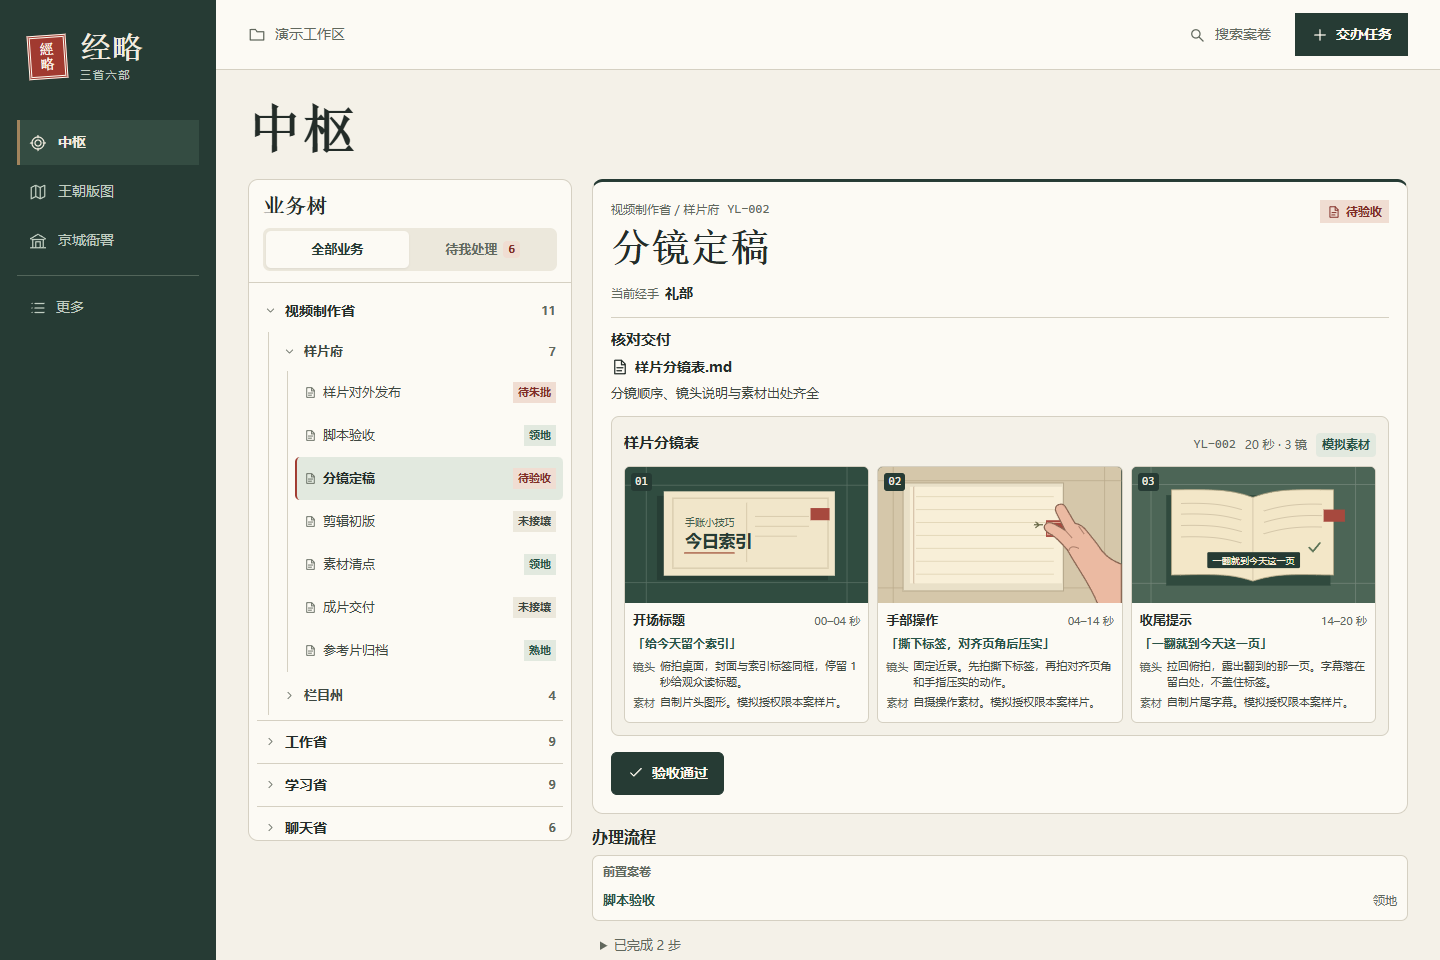 經略
经略
三省六部
中枢
王朝版图
京城衙署
更多
演示工作区
搜索案卷
交办任务
中枢
业务树
全部业务
待我处理 6
视频制作省 11
样片府 7
样片对外发布 待朱批
脚本验收 领地
分镜定稿 待验收
剪辑初版 未接壤
素材清点 领地
成片交付 未接壤
参考片归档 熟地
栏目州 4
工作省 9
学习省 9
聊天省 6
视频制作省 / 样片府 YL-002
待验收
分镜定稿
当前经手 礼部
核对交付
样片分镜表.md
分镜顺序、镜头说明与素材出处齐全
样片分镜表
YL-002 20 秒 · 3 镜 模拟素材
01
手账小技巧
今日索引
开场标题 00–04 秒
「给今天留个索引」
镜头 俯拍桌面，封面与索引标签同框，停留 1
秒给观众读标题。
素材 自制片头图形。模拟授权限本案样片。
02
手部操作 04–14 秒
「撕下标签，对齐页角后压实」
镜头 固定近景。先拍撕下标签，再拍对齐页角
和手指压实的动作。
素材 自摄操作素材。模拟授权限本案样片。
03
一翻就到今天这一页
收尾提示 14–20 秒
「一翻就到今天这一页」
镜头 拉回俯拍，露出翻到的那一页。字幕落在
留白处，不盖住标签。
素材 自制片尾字幕。模拟授权限本案样片。
验收通过
办理流程
前置案卷
脚本验收 领地
已完成 2 步